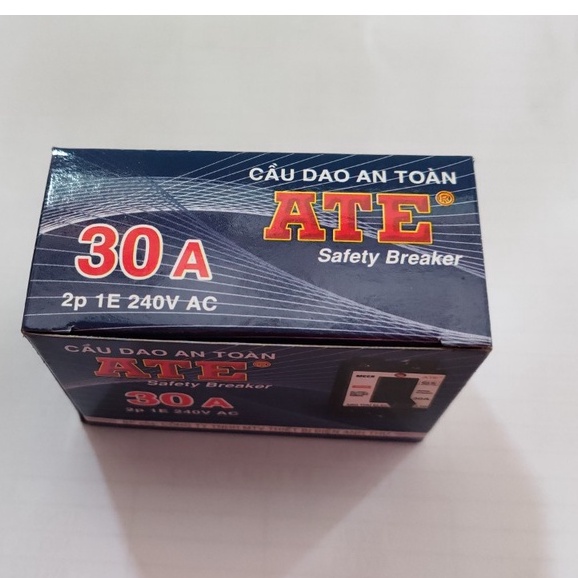 CẦU DAO AN TOÀN
ATE®
Safety Breaker
30 A
2p 1E 240V AC
CẦU DAO AN TOÀN
ATE®
Safety Breaker
30 A
2p 1E 240V AC